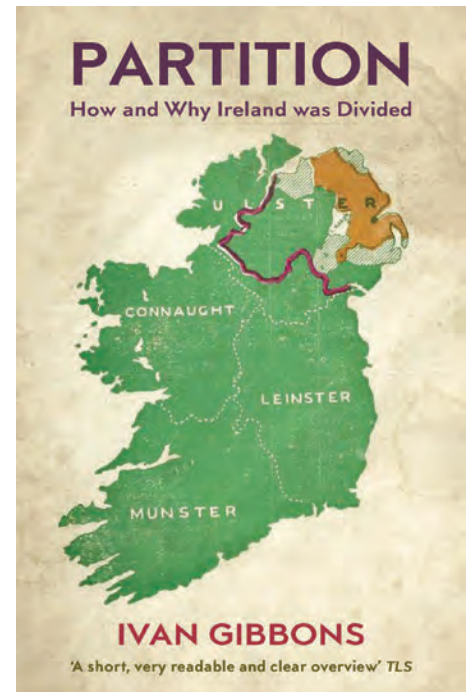 PARTITION
How and Why Ireland was Divided
ULSTER
CONNAUGHT
LEINSTER
MUNSTER
IVAN GIBBONS
'A short, very readable and clear overview' TLS